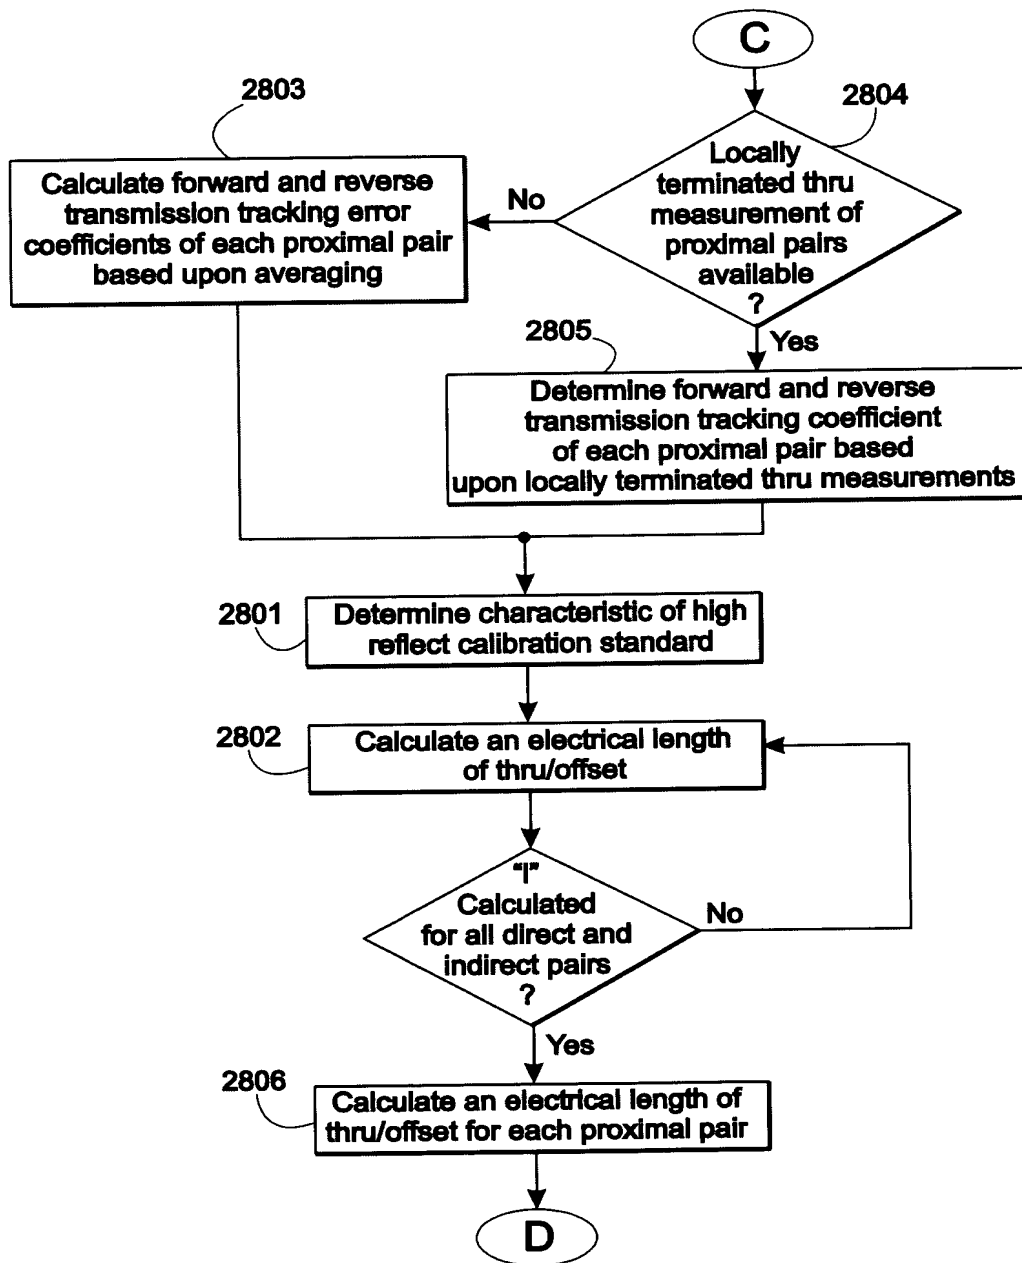 C
2803
2804
Locally
terminated thru
measurement of
proximal pairs
available
?
No
Calculate forward and reverse
transmission tracking error
coefficients of each proximal pair
based upon averaging
Yes
2805
Determine forward and reverse
transmission tracking coefficient
of each proximal pair based
upon locally terminated thru measurements
2801
Determine characteristic of high
reflect calibration standard
2802
Calculate an electrical length
of thru/offset
"l"
Calculated
for all direct and
indirect pairs
?
No
Yes
2806
Calculate an electrical length of
thru/offset for each proximal pair
D